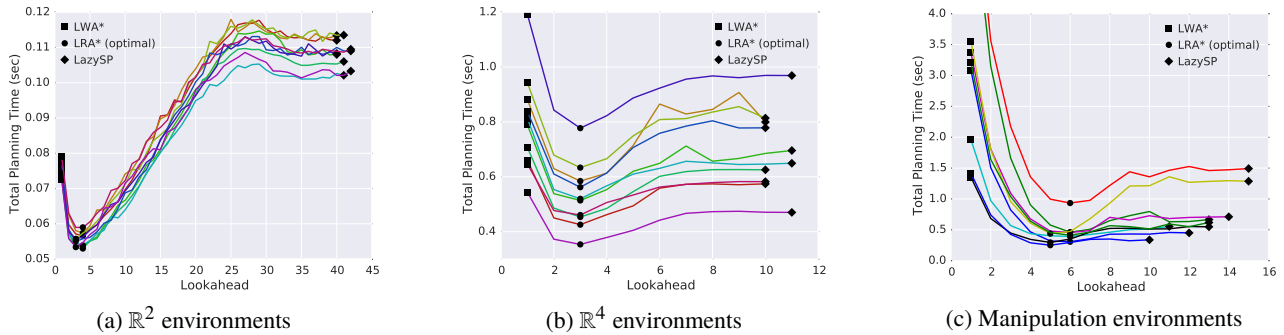 0.12
0.11
0.10
0.09
0.08
0.07
0.06
0.05
Total Planning Time (sec)
LWA*
LRA* (optimal)
LazySP
0 5 10 15 20 25 30 35 40 45
Lookahead
(a) ℝ² environments
1.2
1.0
0.8
0.6
0.4
Total Planning Time (sec)
LWA*
LRA* (optimal)
LazySP
0 2 4 6 8 10 12
Lookahead
(b) ℝ⁴ environments
4.0
3.5
3.0
2.5
2.0
1.5
1.0
0.5
0.0
Total Planning Time (sec)
LWA*
LRA* (optimal)
LazySP
0 2 4 6 8 10 12 14 16
Lookahead
(c) Manipulation environments